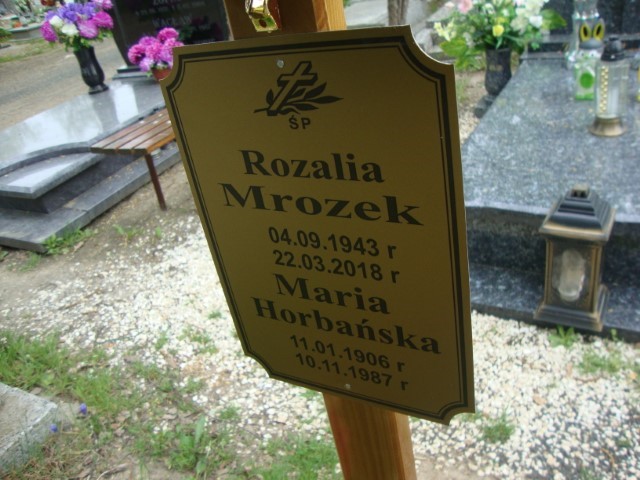 ŚP
Rozalia
Mrozek
04.09.1943 r
22.03.2018 r
Maria
Horbańska
11.01.1906 r
10.11.1987 r